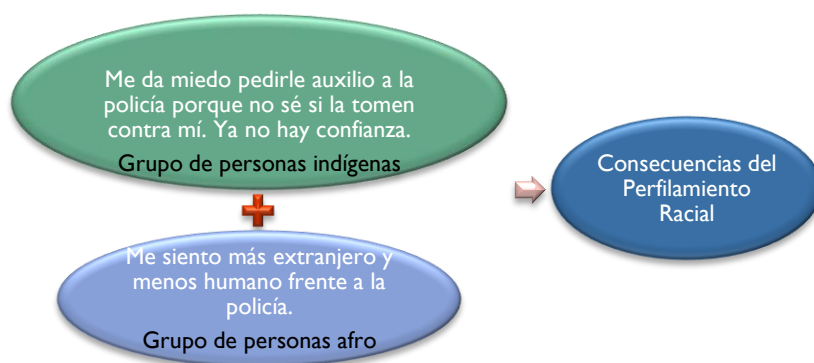 Me da miedo pedirle auxilio a la
policía porque no sé si la tomen
contra mí. Ya no hay confianza.
Grupo de personas indígenas
Me siento más extranjero y
menos humano frente a la
policía.
Grupo de personas afro
Consecuencias del
Perfilamiento
Racial